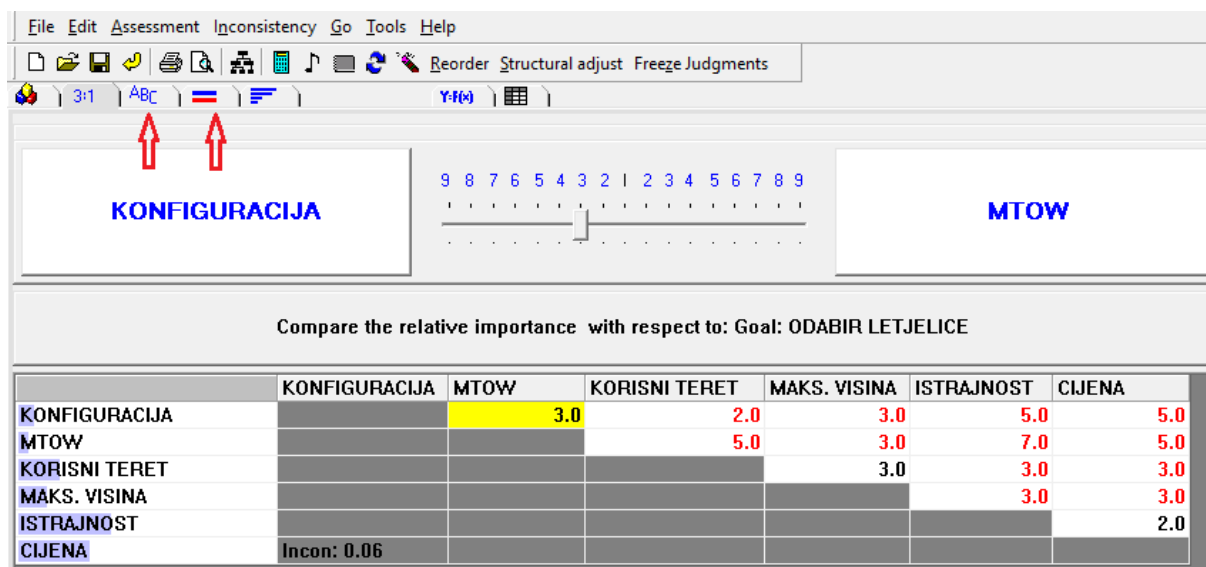 File Edit Assessment Inconsistency Go Tools Help
Reorder Structural adjust Freeze Judgments
3:1 ABC Y=F(x)
9 8 7 6 5 4 3 2 1 2 3 4 5 6 7 8 9
KONFIGURACIJA MTOW
Compare the relative importance with respect to: Goal: ODABIR LETJELICE
KONFIGURACIJA MTOW KORISNI TERET MAKS. VISINA ISTRAJNOST CIJENA
KONFIGURACIJA 3.0 2.0 3.0 5.0 5.0
MTOW 5.0 3.0 7.0 5.0
KORISNI TERET 3.0 3.0 3.0
MAKS. VISINA 3.0 3.0
ISTRAJNOST 2.0
CIJENA Incon: 0.06